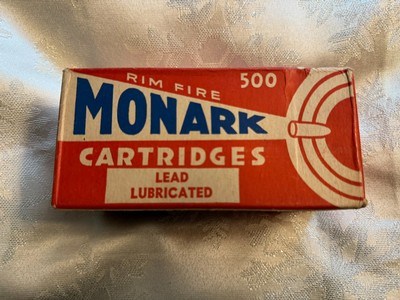 RIM FIRE 500
MONARK
CARTRIDGES
LEAD
LUBRICATED